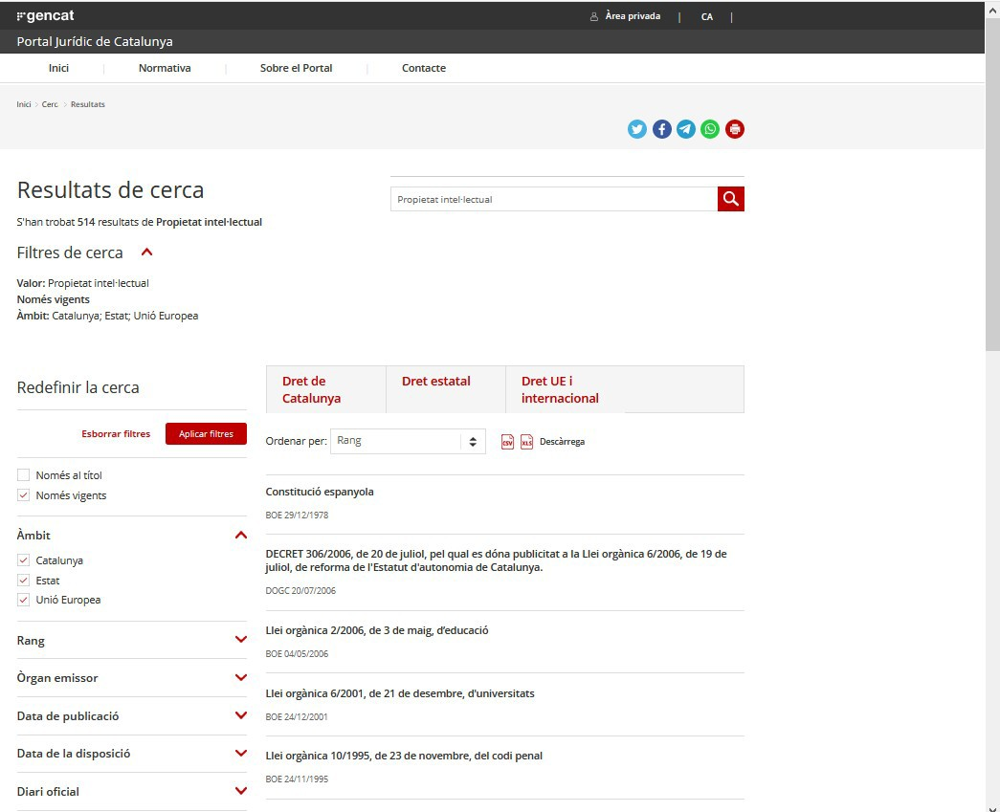 gencat
Àrea privada | CA |
Portal Jurídic de Catalunya
Inici | Normativa | Sobre el Portal | Contacte
Inici > Cerc > Resultats
Resultats de cerca
Propietat intel·lectual
S'han trobat 514 resultats de Propietat intel·lectual
Filtres de cerca
Valor: Propietat intel·lectual
Només vigents
Àmbit: Catalunya; Estat; Unió Europea
Redefinir la cerca
Esborrar filtres
Aplicar filtres
Només al títol
Només vigents
Àmbit
Catalunya
Estat
Unió Europea
Rang
Òrgan emissor
Data de publicació
Data de la disposició
Diari oficial
Dret de
Catalunya
Dret estatal
Dret UE i
internacional
Ordenar per: Rang
CSV XLS Descàrrega
Constitució espanyola
BOE 29/12/1978
DECRET 306/2006, de 20 de juliol, pel qual es dóna publicitat a la Llei orgànica 6/2006, de 19 de
juliol, de reforma de l'Estatut d'autonomia de Catalunya.
DOGC 20/07/2006
Llei orgànica 2/2006, de 3 de maig, d’educació
BOE 04/05/2006
Llei orgànica 6/2001, de 21 de desembre, d'universitats
BOE 24/12/2001
Llei orgànica 10/1995, de 23 de novembre, del codi penal
BOE 24/11/1995